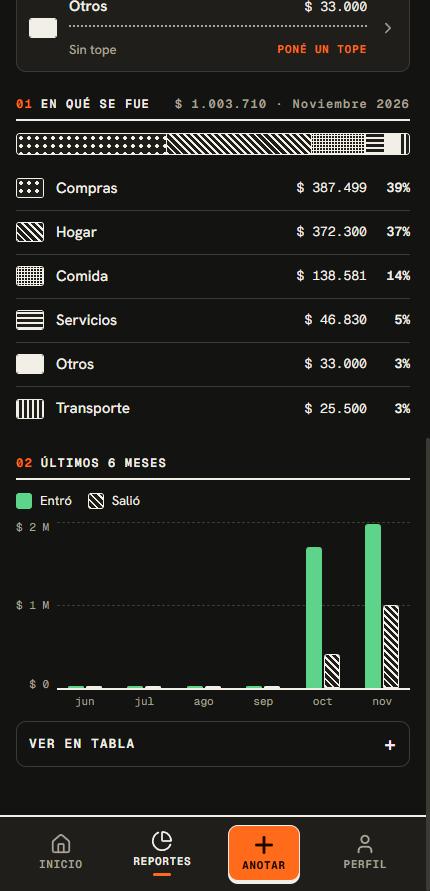 Otros $ 33.000
Sin tope PONÉ UN TOPE
01 EN QUÉ SE FUE $ 1.003.710 · Noviembre 2026
Compras $ 387.499 39%
Hogar $ 372.300 37%
Comida $ 138.581 14%
Servicios $ 46.830 5%
Otros $ 33.000 3%
Transporte $ 25.500 3%
02 ÚLTIMOS 6 MESES
Entró Salió
$ 2 M
$ 1 M
$ 0
jun jul ago sep oct nov
VER EN TABLA +
INICIO REPORTES ANOTAR PERFIL